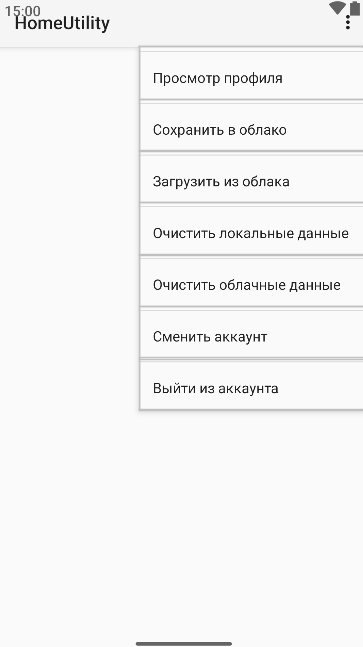 15:00
HomeUtility
Просмотр профиля
Сохранить в облако
Загрузить из облака
Очистить локальные данные
Очистить облачные данные
Сменить аккаунт
Выйти из аккаунта